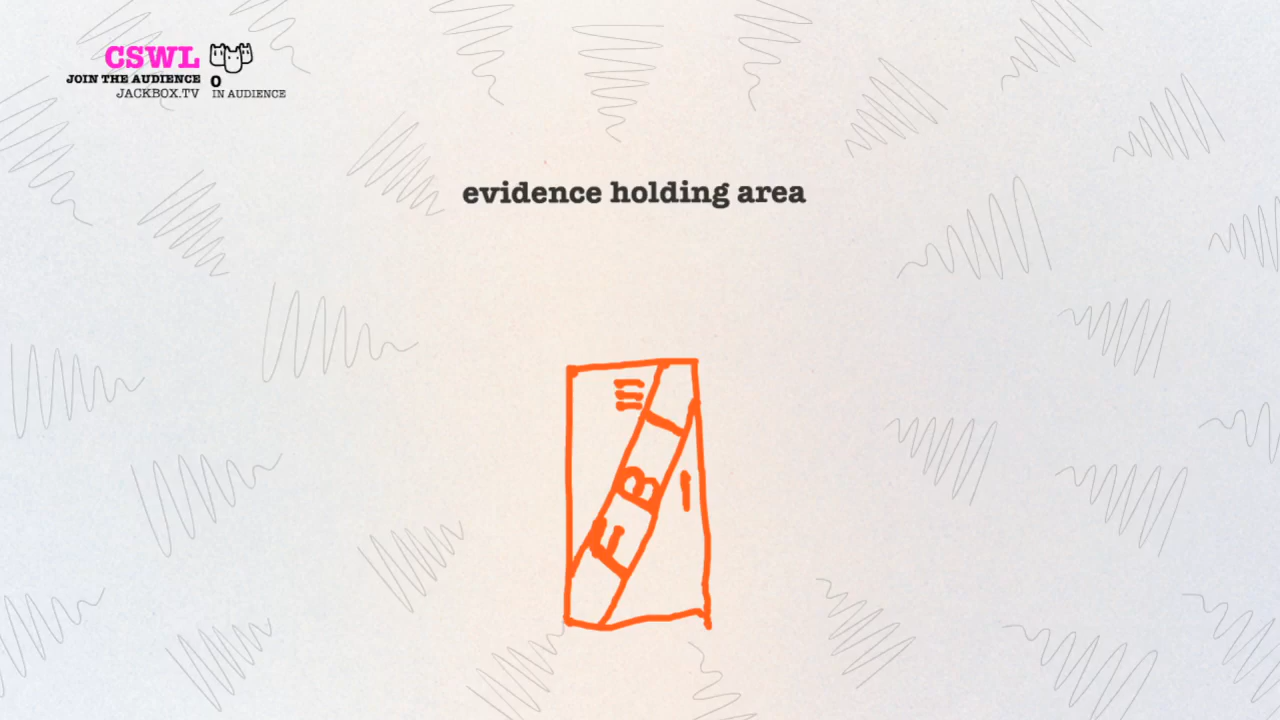 CSWL
JOIN THE AUDIENCE
JACKBOX.TV
0
IN AUDIENCE
evidence holding area
FBI